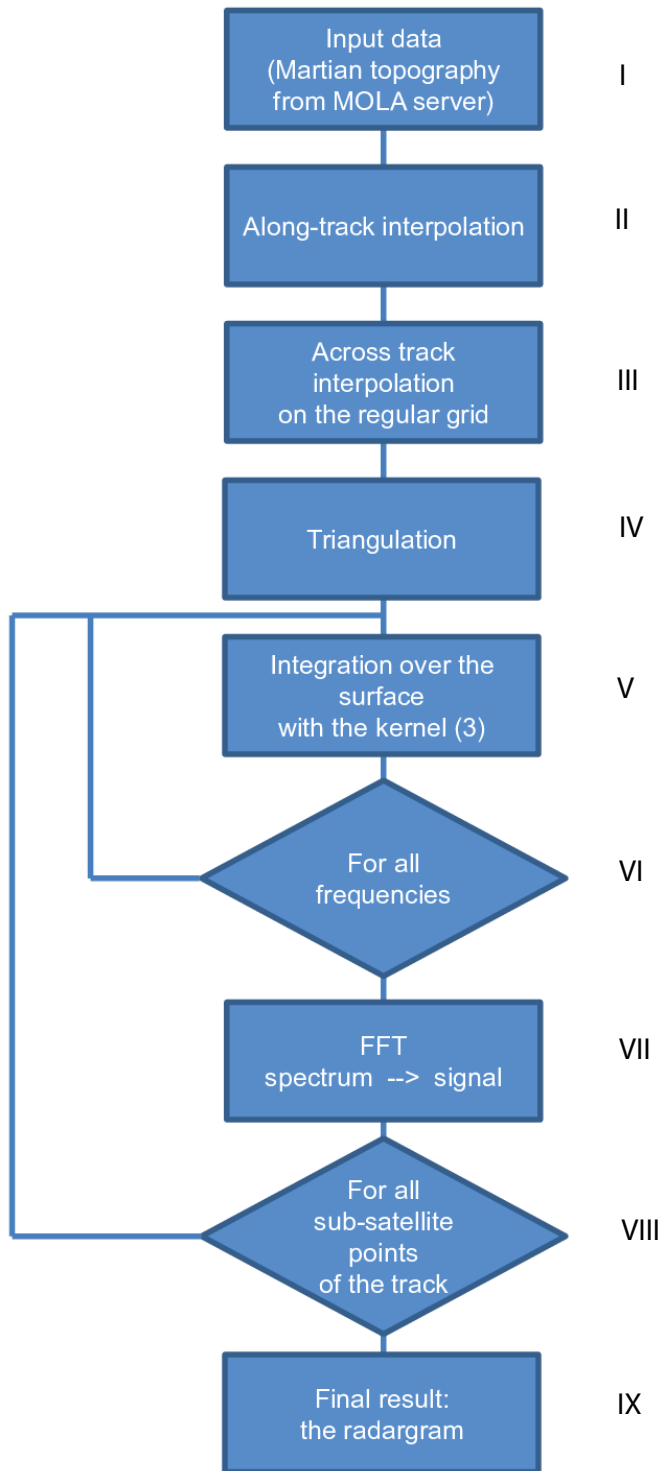 Input data
(Martian topography
from MOLA server)
I
Along-track interpolation
II
Across track
interpolation
on the regular grid
III
Triangulation
IV
Integration over the
surface
with the kernel (3)
V
For all
frequencies
VI
FFT
spectrum --> signal
VII
For all
sub-satellite
points
of the track
VIII
Final result:
the radargram
IX